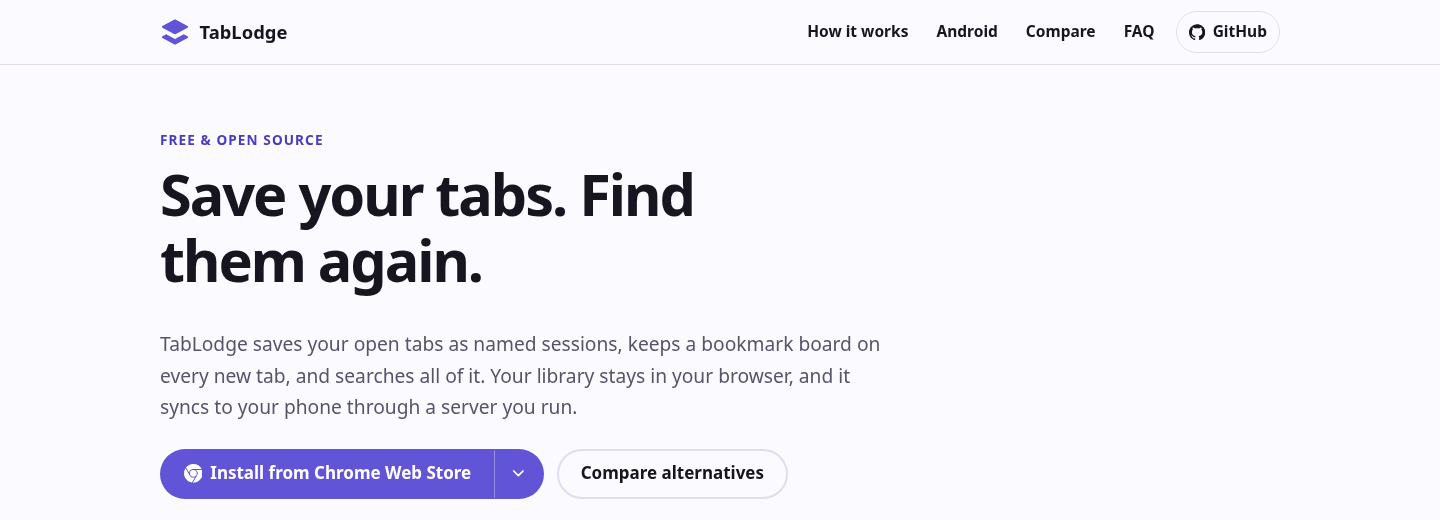 TabLodge
How it works
Android
Compare
FAQ
GitHub
FREE & OPEN SOURCE
Save your tabs. Find
them again.
TabLodge saves your open tabs as named sessions, keeps a bookmark board on
every new tab, and searches all of it. Your library stays in your browser, and it
syncs to your phone through a server you run.
Install from Chrome Web Store
Compare alternatives